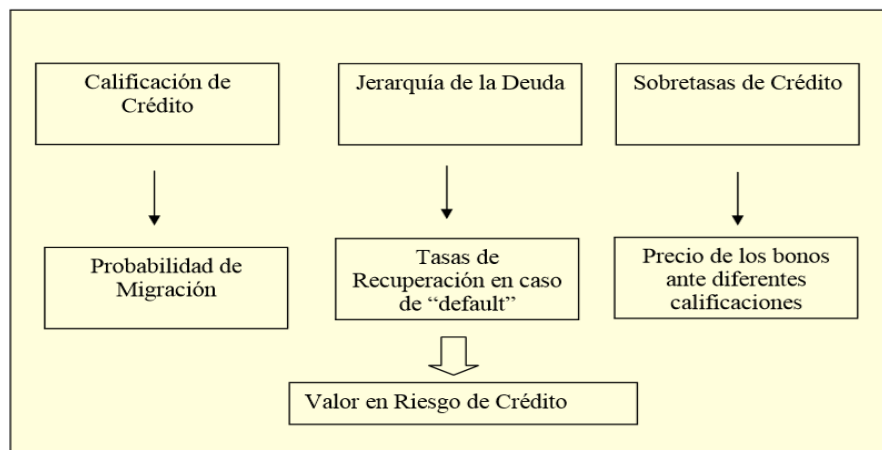 Calificación de
Crédito
Jerarquía de la Deuda
Sobretasas de Crédito
Probabilidad de
Migración
Tasas de
Recuperación en caso
de “default”
Precio de los bonos
ante diferentes
calificaciones
Valor en Riesgo de Crédito